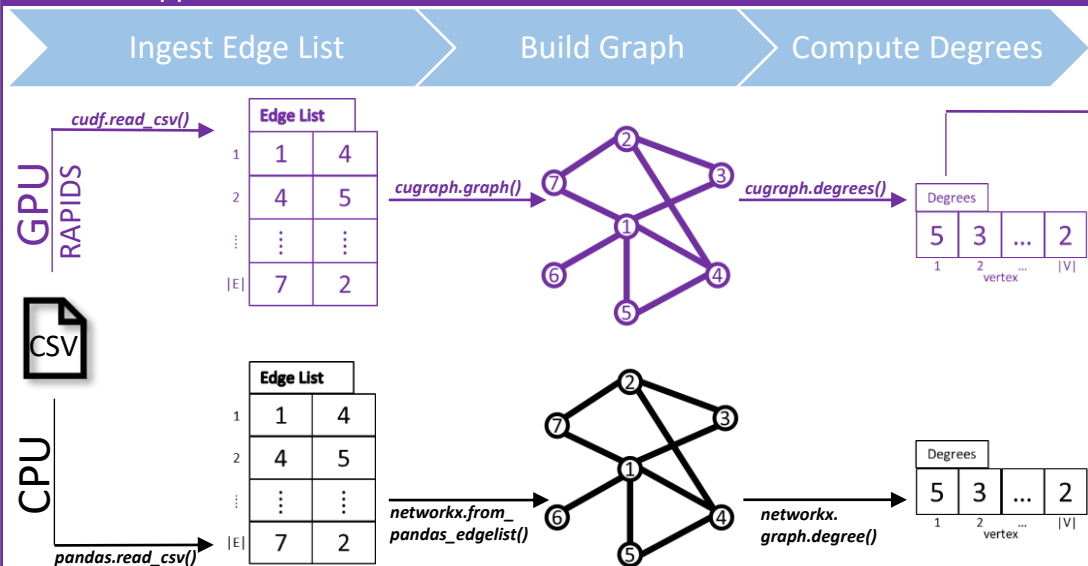 Ingest Edge List
Build Graph
Compute Degrees
GPU
RAPIDS
cudf.read_csv()
Edge List
1 1 4
2 4 5
⋮ ⋮ ⋮
|E| 7 2
cugraph.graph()
2
7
3
1
6
4
5
cugraph.degrees()
Degrees
5 3 ... 2
1 2 ... |V|
vertex
CSV
CPU
pandas.read_csv()
Edge List
1 1 4
2 4 5
⋮ ⋮ ⋮
|E| 7 2
networkx.from_
pandas_edgelist()
2
7
3
1
6
4
5
networkx.
graph.degree()
Degrees
5 3 ... 2
1 2 ... |V|
vertex